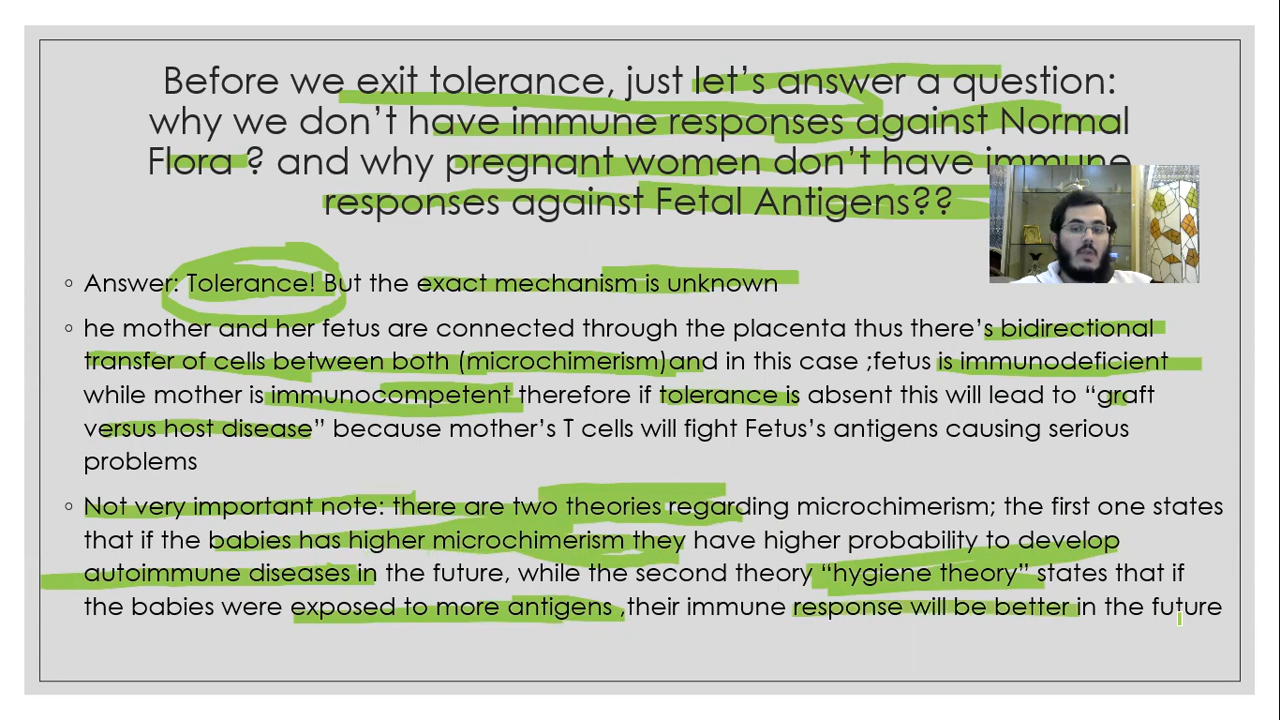 Before we exit tolerance, just let's answer a question:
why we don't have immune responses against Normal
Flora ? and why pregnant women don't have immune
responses against Fetal Antigens??
◦ Answer: Tolerance! But the exact mechanism is unknown
◦ he mother and her fetus are connected through the placenta thus there's bidirectional
transfer of cells between both (microchimerism)and in this case ;fetus is immunodeficient
while mother is immunocompetent therefore if tolerance is absent this will lead to “graft
versus host disease” because mother's T cells will fight Fetus's antigens causing serious
problems
◦ Not very important note: there are two theories regarding microchimerism; the first one states
that if the babies has higher microchimerism they have higher probability to develop
autoimmune diseases in the future, while the second theory “hygiene theory” states that if
the babies were exposed to more antigens ,their immune response will be better in the future